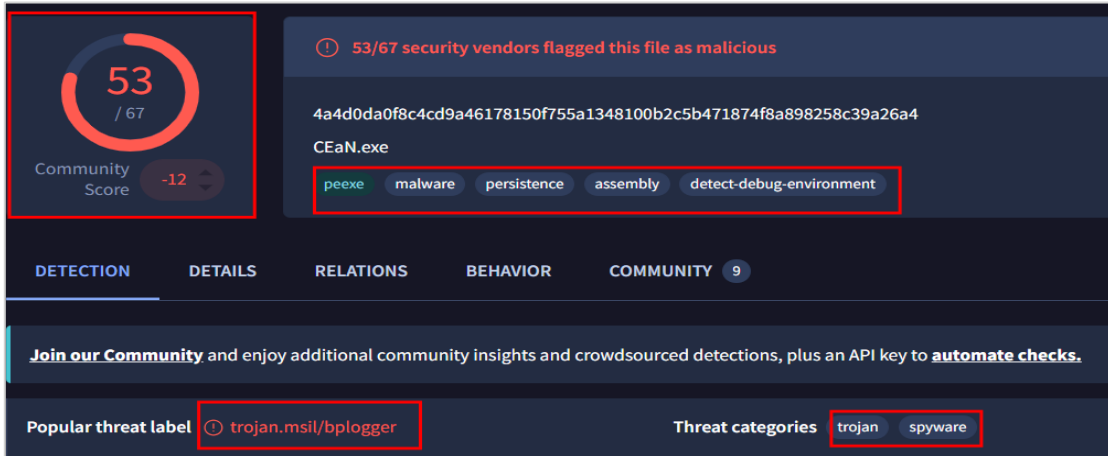 53
/ 67
Community
Score
-12
53/67 security vendors flagged this file as malicious
4a4d0da0f8c4cd9a46178150f755a1348100b2c5b471874f8a898258c39a26a4
CEaN.exe
peexe malware persistence assembly detect-debug-environment
DETECTION DETAILS RELATIONS BEHAVIOR COMMUNITY 9
Join our Community and enjoy additional community insights and crowdsourced detections, plus an API key to automate checks.
Popular threat label trojan.msil/bplogger Threat categories trojan spyware